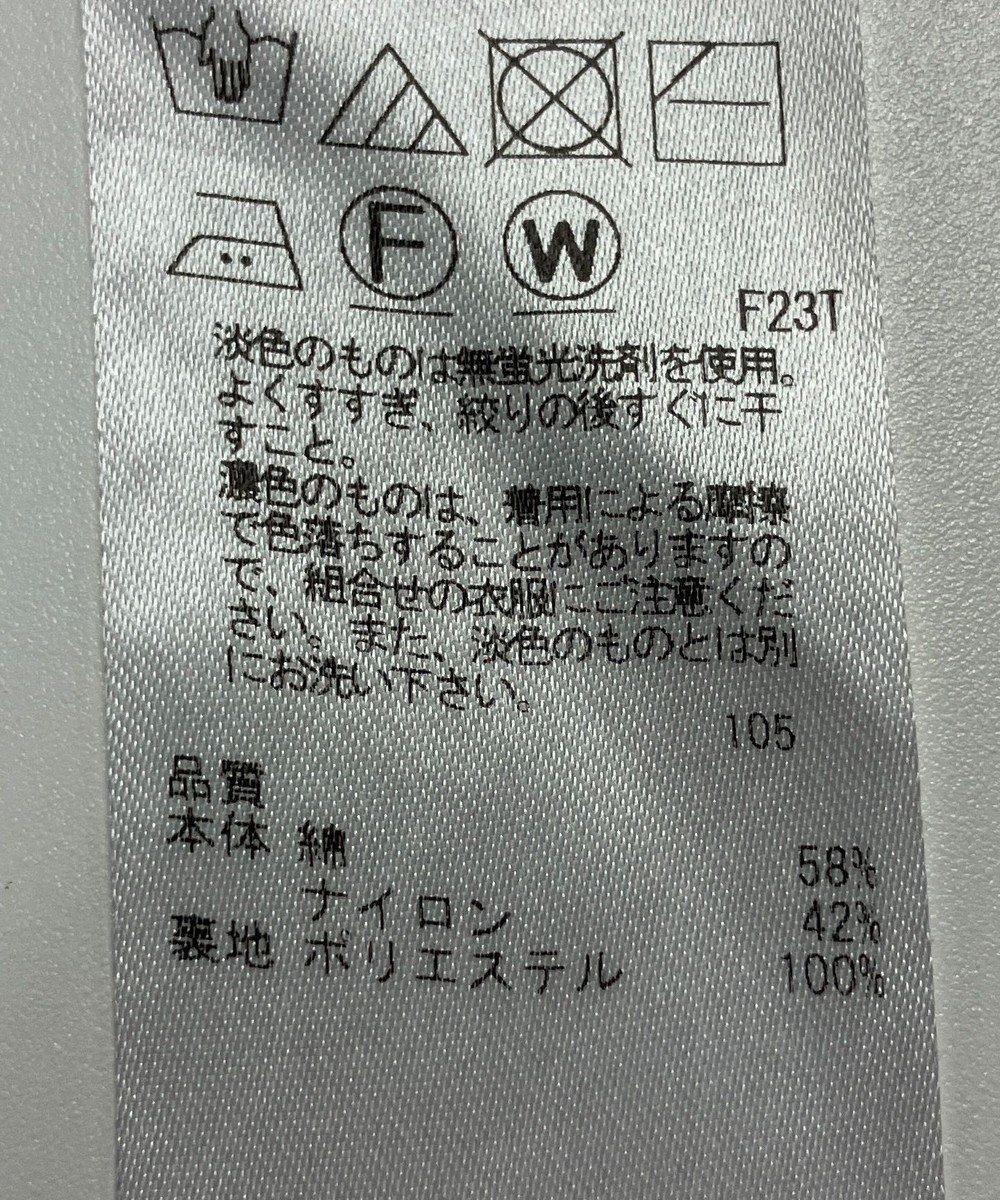 F W
F23T
淡色のものは無蛍光洗剤を使用。
よくすすぎ、絞りの後すぐに干
すこと。
濃色のものは、着用による摩擦
で色落ちすることがありますの
で、組合せの衣服にご注意くだ
さい。また、淡色のものとは別
にお洗い下さい。
105
品質
本体 綿 58%
ナイロン 42%
裏地 ポリエステル 100%